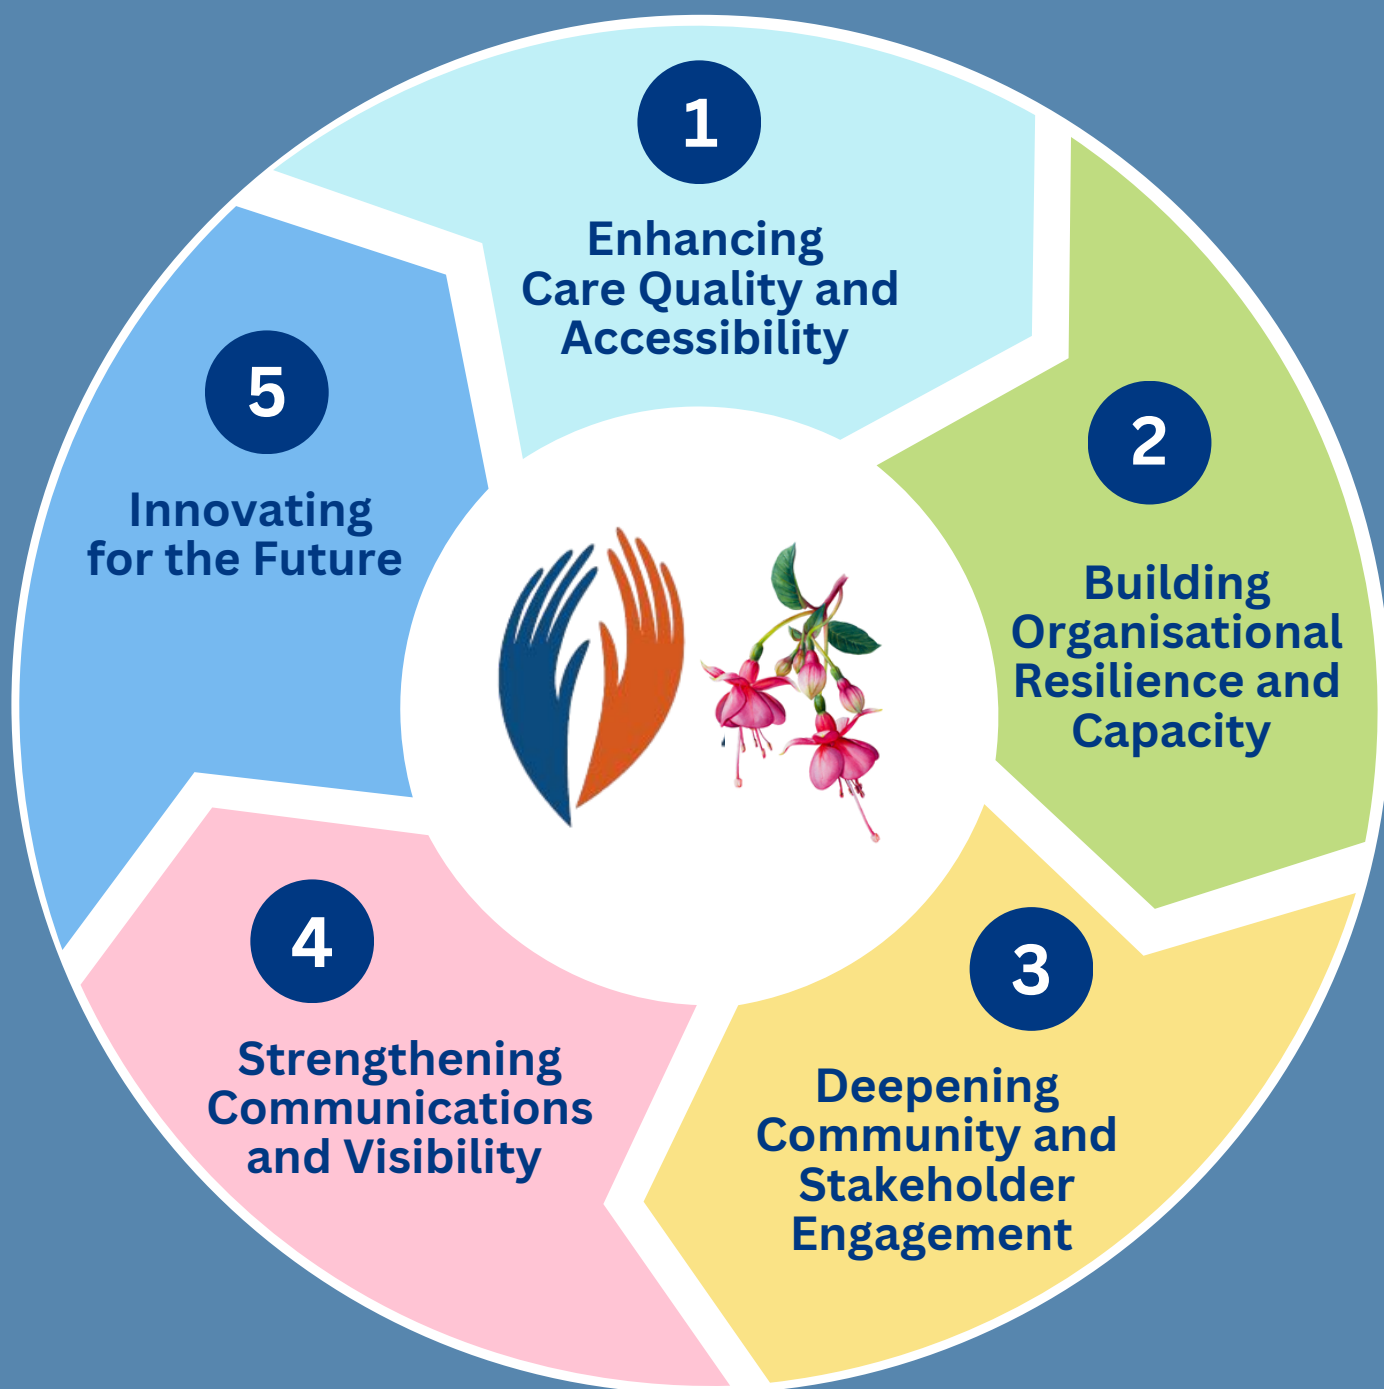 1
Enhancing
Care Quality and
Accessibility
2
Building
Organisational
Resilience and
Capacity
3
Deepening
Community and
Stakeholder
Engagement
4
Strengthening
Communications
and Visibility
5
Innovating
for the Future